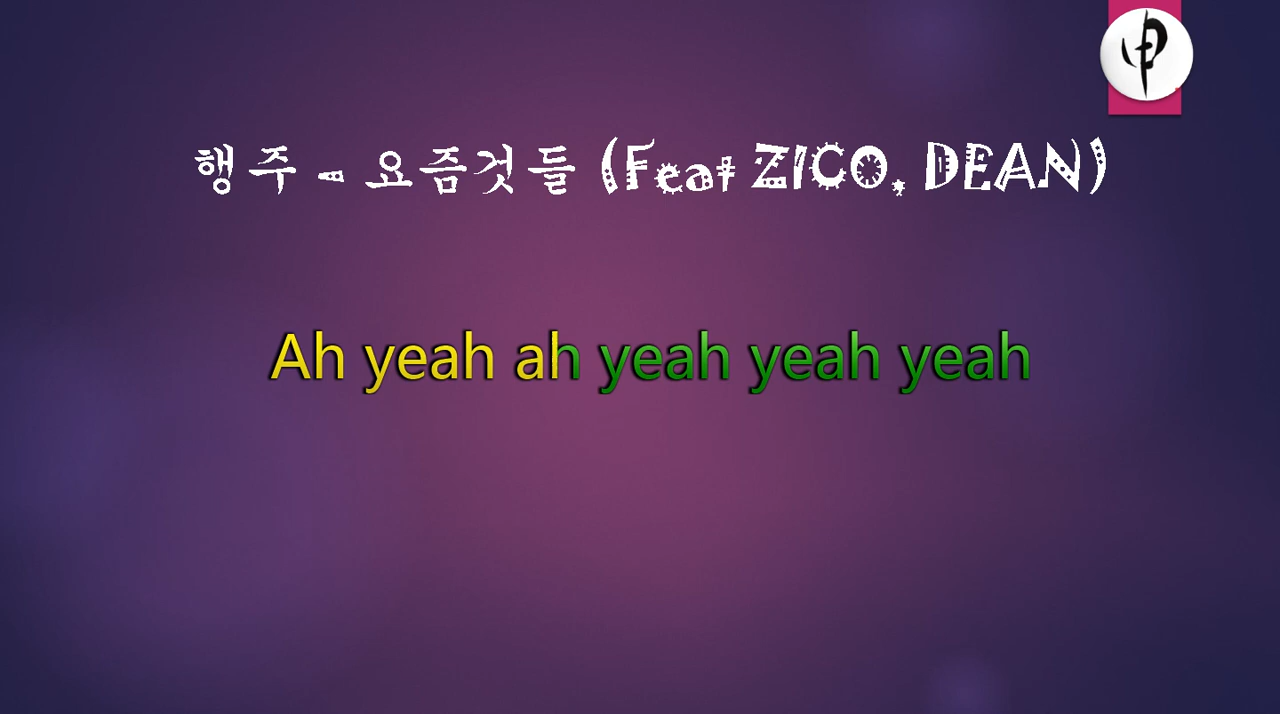 행주 - 요즘것들 (Feat ZICO, DEAN)
Ah yeah ah yeah yeah yeah